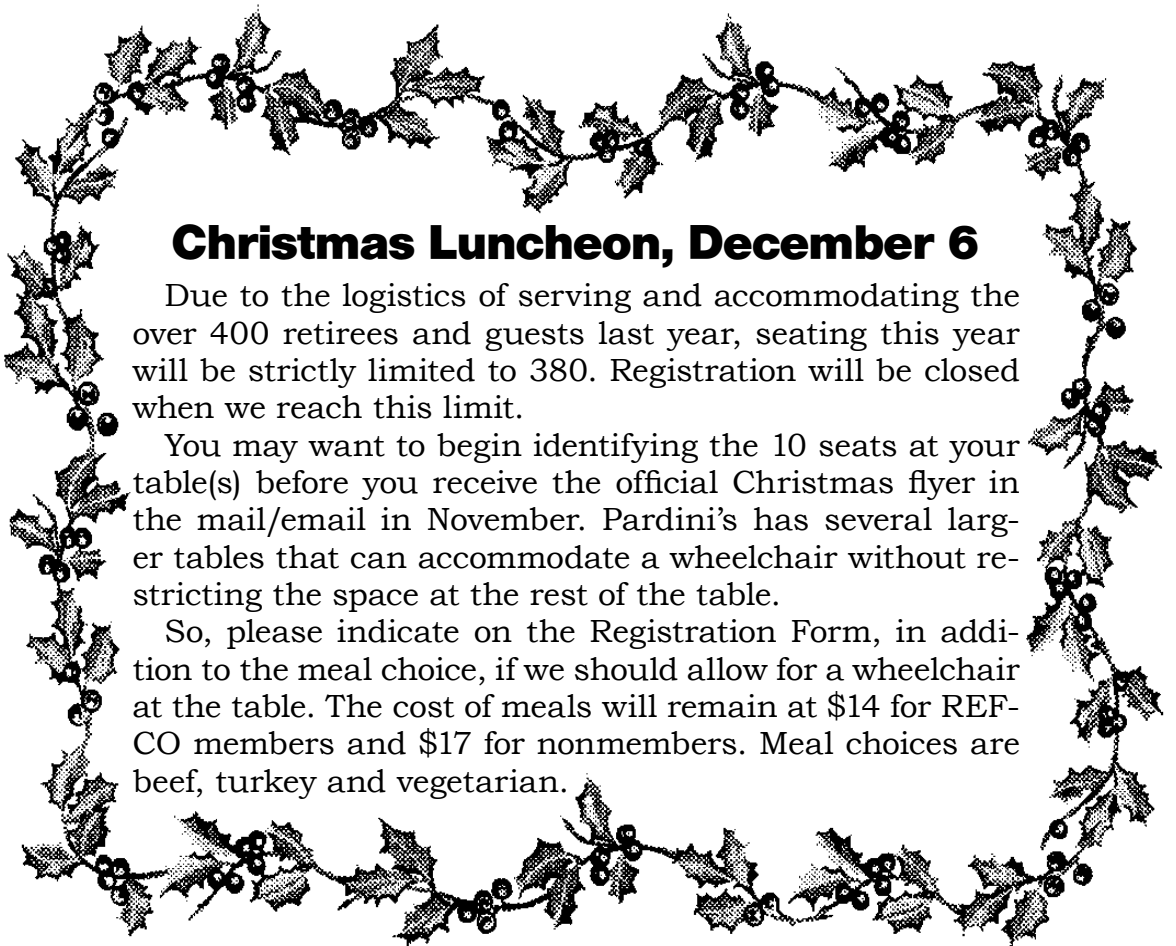 Christmas Luncheon, December 6
Due to the logistics of serving and accommodating the
over 400 retirees and guests last year, seating this year
will be strictly limited to 380. Registration will be closed
when we reach this limit.
You may want to begin identifying the 10 seats at your
table(s) before you receive the official Christmas flyer in
the mail/email in November. Pardini's has several larg-
er tables that can accommodate a wheelchair without re-
stricting the space at the rest of the table.
So, please indicate on the Registration Form, in addi-
tion to the meal choice, if we should allow for a wheelchair
at the table. The cost of meals will remain at $14 for REF-
CO members and $17 for nonmembers. Meal choices are
beef, turkey and vegetarian.